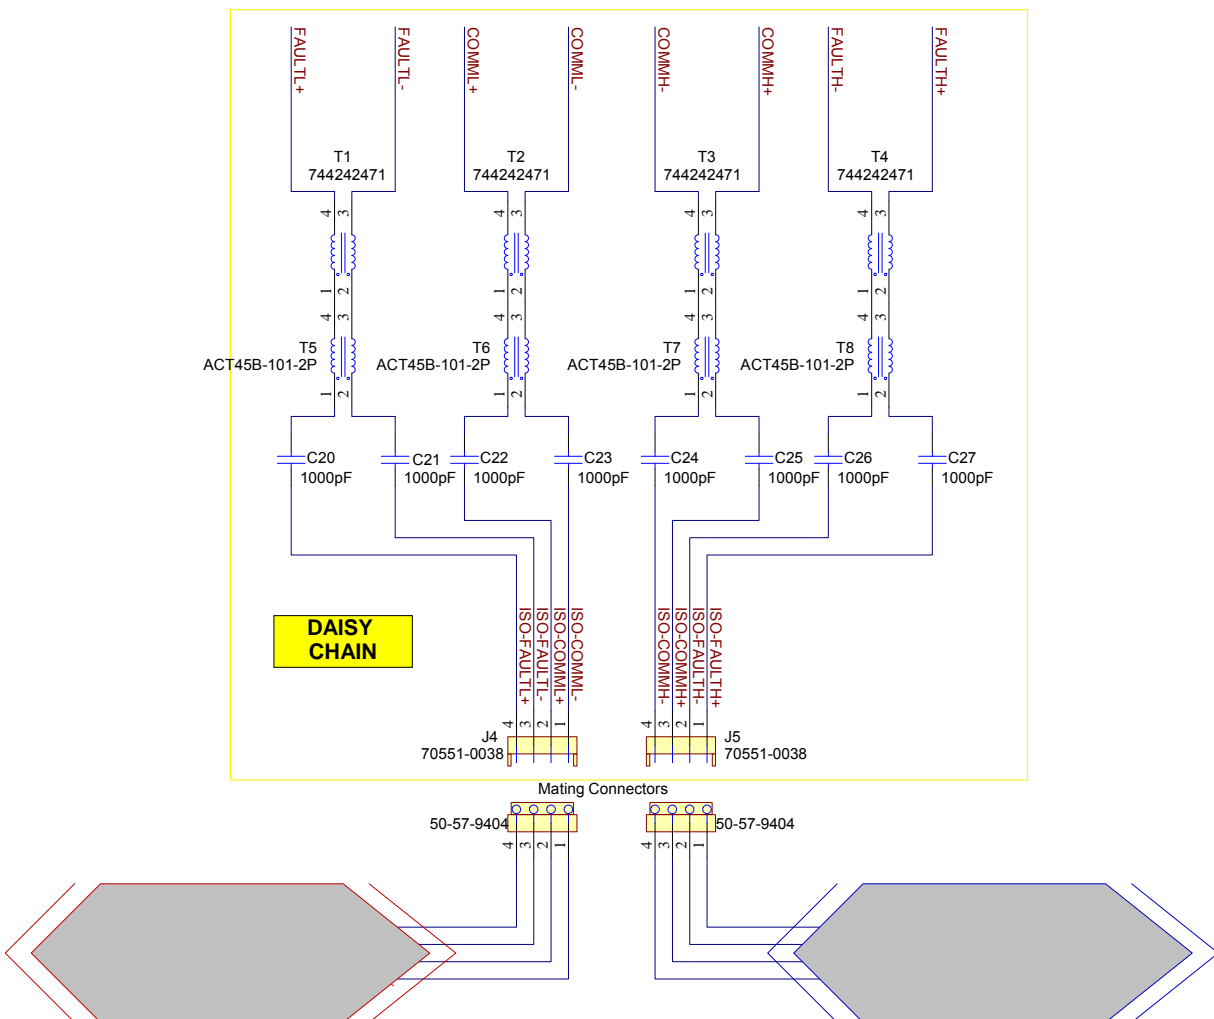 FAULTL+
FAULTL-
COMML+
COMML-
COMMH-
COMMH+
FAULTH-
FAULTH+
T1
744242471
T2
744242471
T3
744242471
T4
744242471
4 3
4 3
4 3
4 3
1 2
1 2
1 2
1 2
4 3
4 3
4 3
4 3
T5
ACT45B-101-2P
T6
ACT45B-101-2P
T7
ACT45B-101-2P
T8
ACT45B-101-2P
1 2
1 2
1 2
1 2
C20
1000pF
C21
1000pF
C22
1000pF
C23
1000pF
C24
1000pF
C25
1000pF
C26
1000pF
C27
1000pF
DAISY
CHAIN
ISO-FAULTL+
ISO-FAULTL-
ISO-COMML+
ISO-COMML-
ISO-COMMH-
ISO-COMMH+
ISO-FAULTH-
ISO-FAULTH+
4 3 2 1
4 3 2 1
J4
70551-0038
J5
70551-0038
Mating Connectors
50-57-9404
50-57-9404
4 3 2 1
4 3 2 1